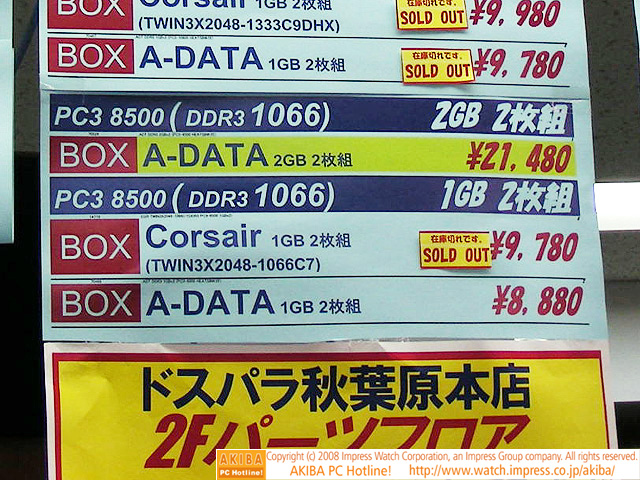 BOX Corsair 1GB 2枚組 在庫切れです。 SOLD OUT ¥9,980
(TWIN3X2048-1333C9DHX)
BOX A-DATA 1GB 2枚組 在庫切れです。 SOLD OUT ¥9,780
PC3 8500 (DDR3 1066) 2GB 2枚組
BOX A-DATA 2GB 2枚組 ¥21,480
PC3 8500 (DDR3 1066) 1GB 2枚組
BOX Corsair 1GB 2枚組 在庫切れです。 SOLD OUT ¥9,780
(TWIN3X2048-1066C7)
BOX A-DATA 1GB 2枚組 ¥8,880
ドスパラ秋葉原本店
2Fパーツフロア
AKIBA PC Hotline! Copyright (c) 2008 Impress Watch Corporation, an Impress Group company. All rights reserved.
AKIBA PC Hotline! http://www.watch.impress.co.jp/akiba/